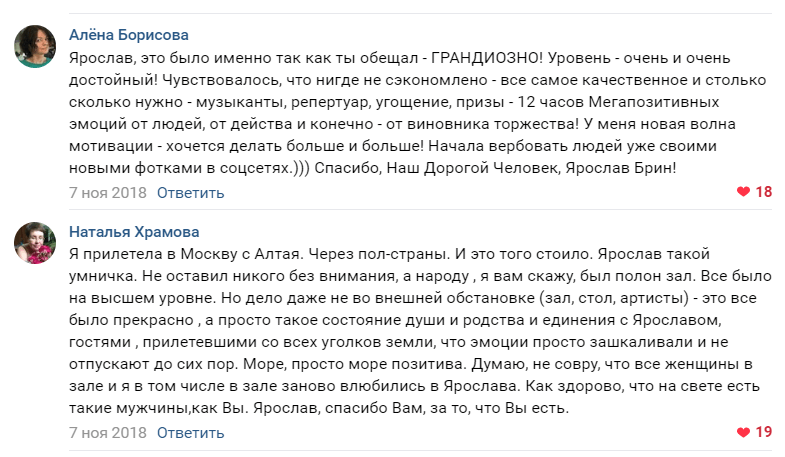 Алёна Борисова
Ярослав, это было именно так как ты обещал - ГРАНДИОЗНО! Уровень - очень и очень
достойный! Чувствовалось, что нигде не сэкономлено - все самое качественное и столько
сколько нужно - музыканты, репертуар, угощение, призы - 12 часов Мегапозитивных
эмоций от людей, от действа и конечно - от виновника торжества! У меня новая волна
мотивации - хочется делать больше и больше! Начала вербовать людей уже своими
новыми фотками в соцсетях.))) Спасибо, Наш Дорогой Человек, Ярослав Брин!
7 ноя 2018 Ответить 18
Наталья Храмова
Я прилетела в Москву с Алтая. Через пол-страны. И это того стоило. Ярослав такой
умничка. Не оставил никого без внимания, а народу , я вам скажу, был полон зал. Все было
на высшем уровне. Но дело даже не во внешней обстановке (зал, стол, артисты) - это все
было прекрасно , а просто такое состояние души и родства и единения с Ярославом,
гостями , прилетевшими со всех уголков земли, что эмоции просто зашкаливали и не
отпускают до сих пор. Море, просто море позитива. Думаю, не совру, что все женщины в
зале и я в том числе в зале заново влюбились в Ярослава. Как здорово, что на свете есть
такие мужчины,как Вы. Ярослав, спасибо Вам, за то, что Вы есть.
7 ноя 2018 Ответить 19